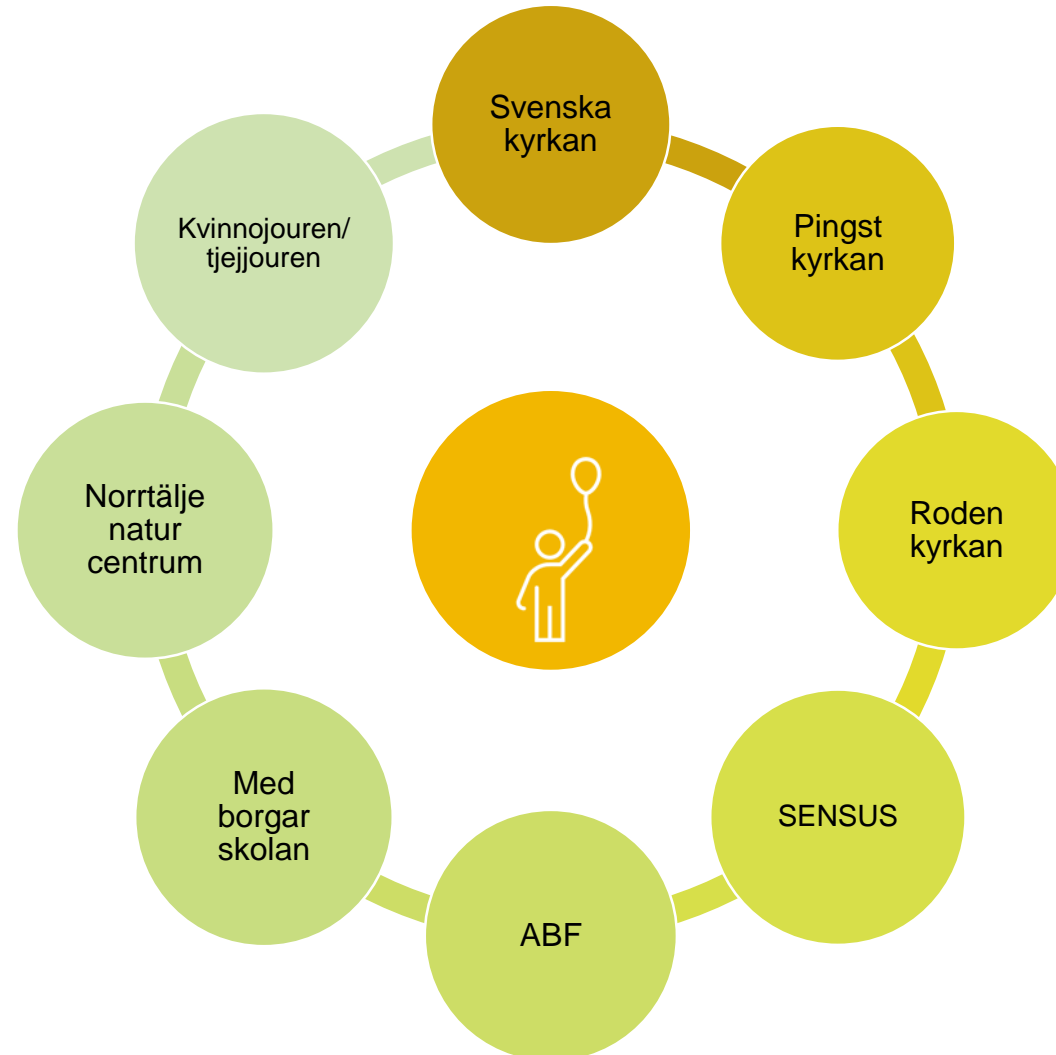 Svenska
kyrkan
Pingst
kyrkan
Roden
kyrkan
SENSUS
ABF
Med
borgar
skolan
Norrtälje
natur
centrum
Kvinnojouren/
tjejjouren